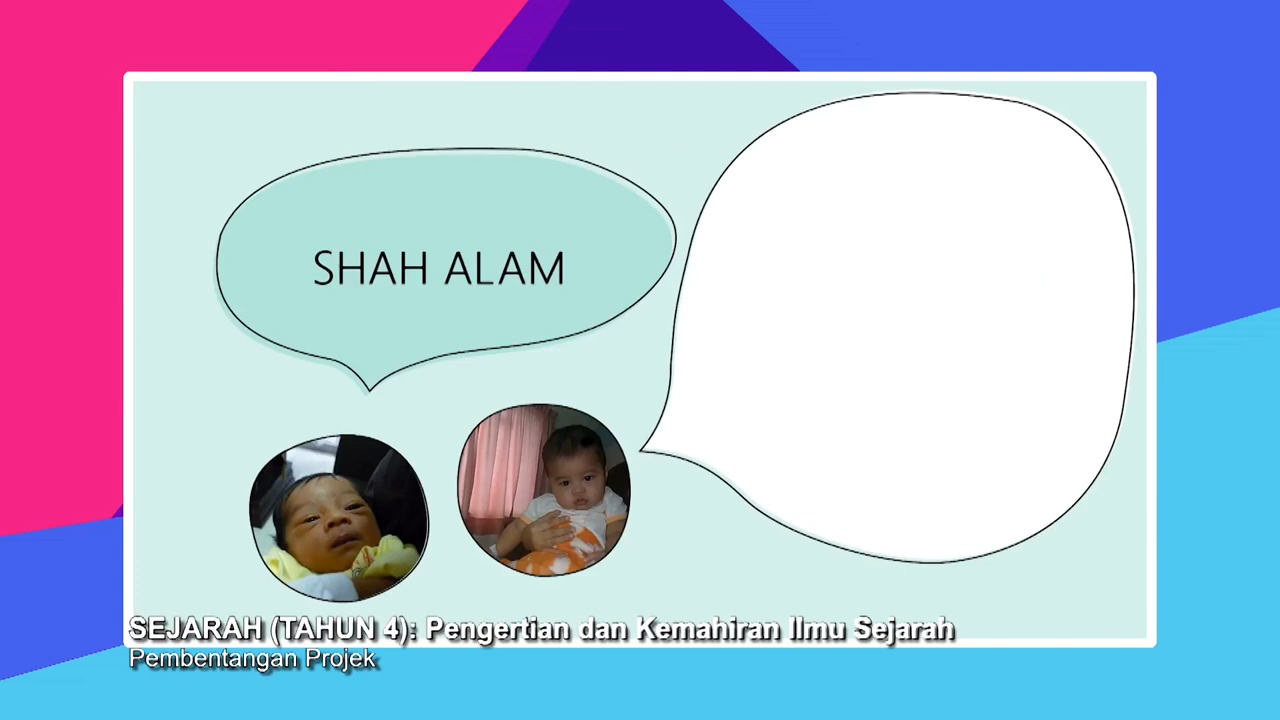 SHAH ALAM
SEJARAH (TAHUN 4): Pengertian dan Kemahiran Ilmu Sejarah
Pembentangan Projek